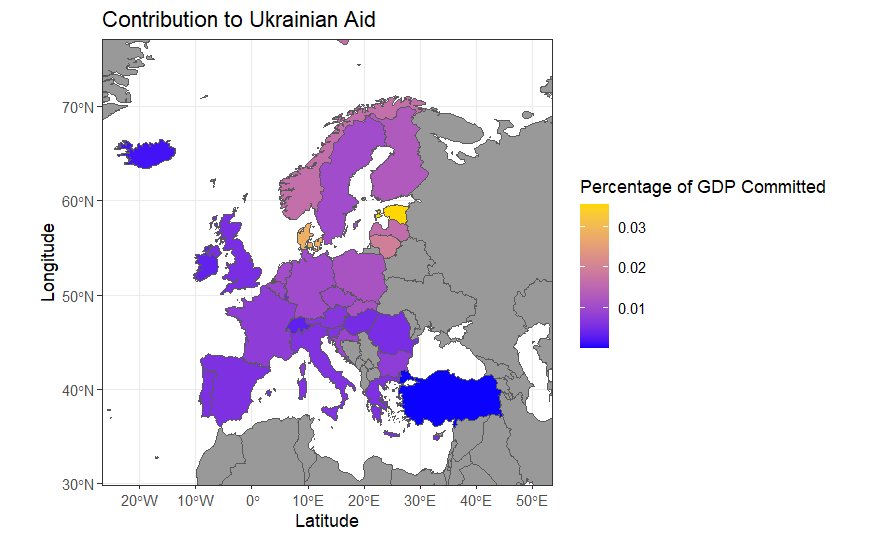 Contribution to Ukrainian Aid
70°N
60°N
50°N
40°N
30°N
Longitude
20°W
10°W
0°
10°E
20°E
30°E
40°E
50°E
Latitude
Percentage of GDP Committed
0.03
0.02
0.01